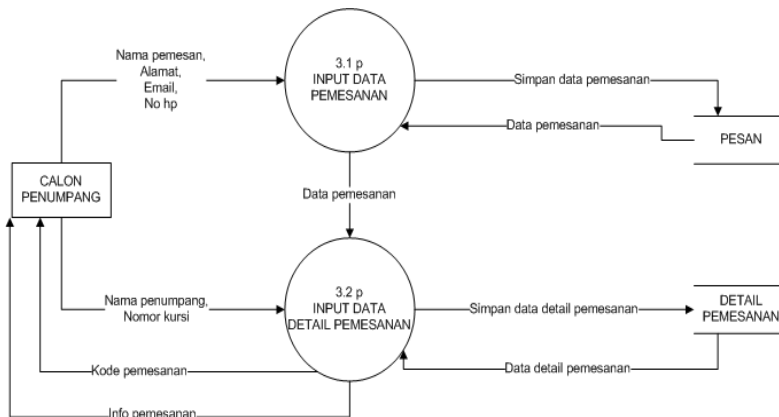 Nama pemesan,
Alamat,
Email,
No hp
3.1 p
INPUT DATA
PEMESANAN
Simpan data pemesanan
Data pemesanan
PESAN
CALON
PENUMPANG
Data pemesanan
Nama penumpang,
Nomor kursi
3.2 p
INPUT DATA
DETAIL PEMESANAN
Simpan data detail pemesanan
DETAIL
PEMESANAN
Kode pemesanan
Data detail pemesanan
Info pemesanan